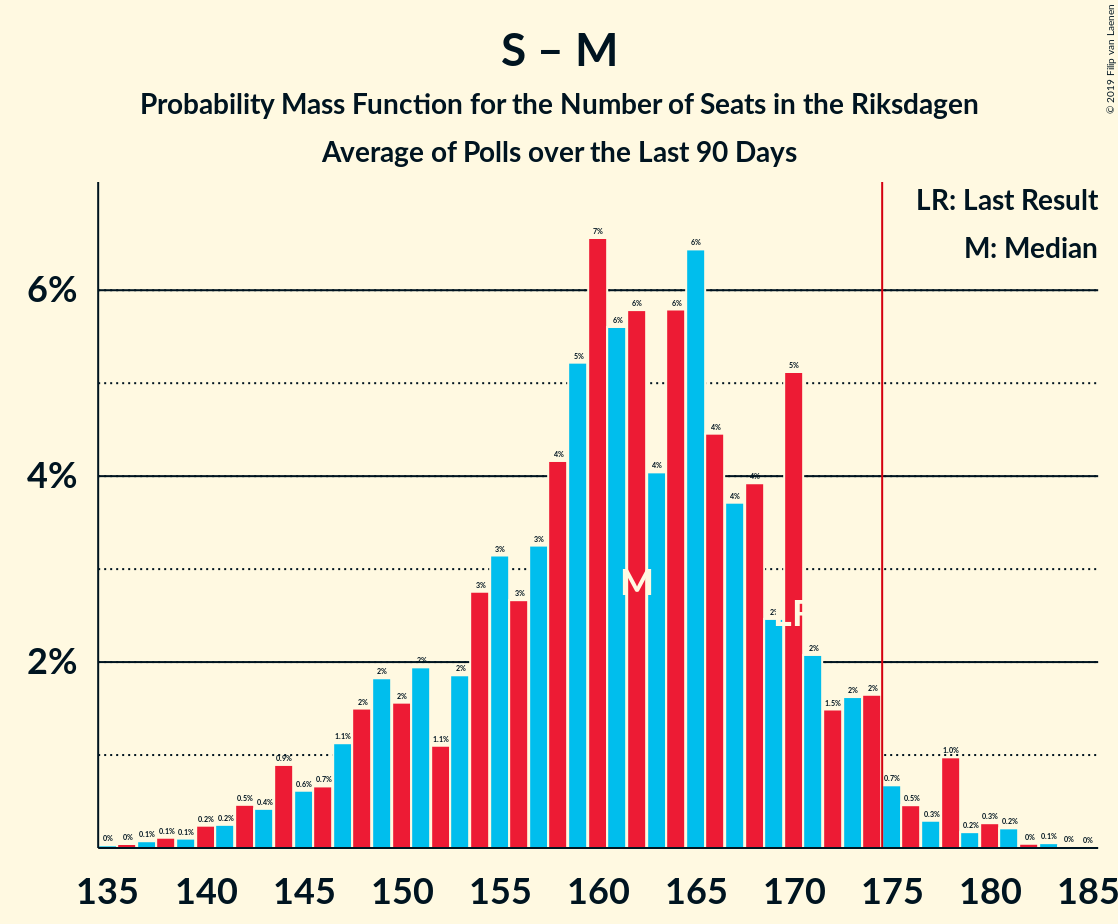 S – M
Probability Mass Function for the Number of Seats in the Riksdagen
Average of Polls over the Last 90 Days
© 2019 Filip van Laenen
LR: Last Result
M: Median
6%
4%
2%
0% 0% 0.1% 0.1% 0.1% 0.2% 0.2% 0.5% 0.4% 0.9% 0.6% 0.7% 1.1% 2% 2% 2% 2% 1.1% 2% 3% 3% 3% 3% 4% 5% 7% 6% 6% 4% 6% 6% 4% 4% 4% 2% 5% 2% 1.5% 2% 2% 0.7% 0.5% 0.3% 1.0% 0.2% 0.3% 0.2% 0% 0.1% 0% 0%
M
LR
135 140 145 150 155 160 165 170 175 180 185